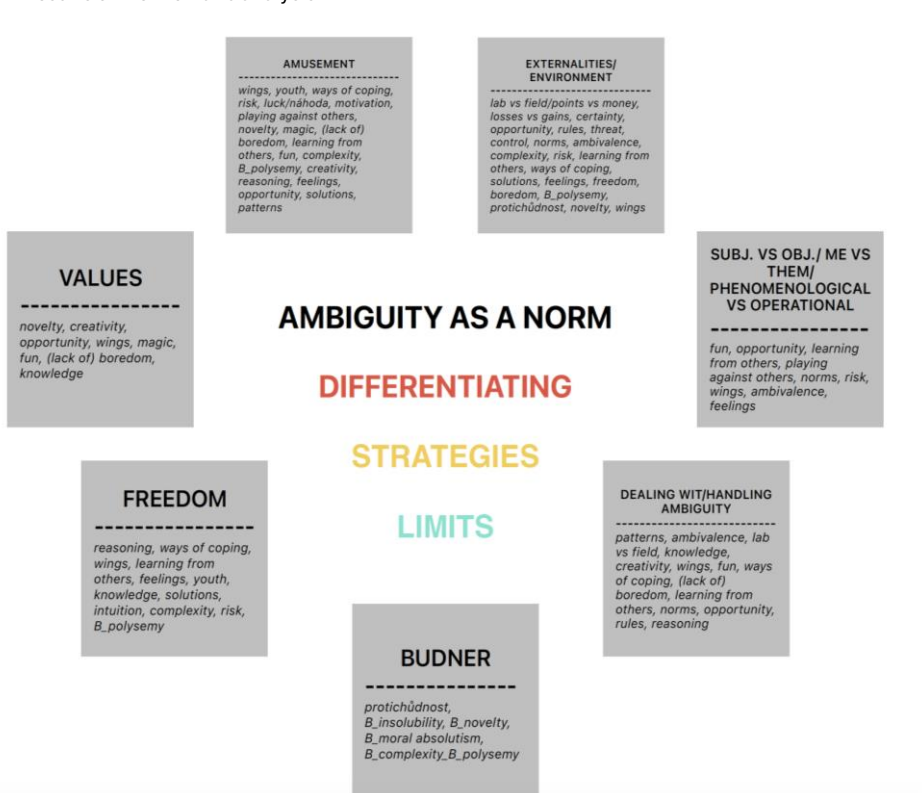 AMUSEMENT
wings, youth, ways of coping,
risk, luck/náhoda, motivation,
playing against others,
novelty, magic, (lack of)
boredom, learning from
others, fun, complexity,
B_polysemy, creativity,
reasoning, feelings,
opportunity, solutions,
patterns
EXTERNALITIES/
ENVIRONMENT
lab vs field/points vs money,
losses vs gains, certainty,
opportunity, rules, threat,
control, norms, ambivalence,
complexity, risk, learning from
others, ways of coping,
solutions, feelings, freedom,
boredom, B_polysemy,
protichůdnost, novelty, wings
VALUES
novelty, creativity,
opportunity, wings, magic,
fun, (lack of) boredom,
knowledge
AMBIGUITY AS A NORM
DIFFERENTIATING
STRATEGIES
LIMITS
SUBJ. VS OBJ./ ME VS
THEM/
PHENOMENOLOGICAL
VS OPERATIONAL
fun, opportunity, learning
from others, playing
against others, norms, risk,
wings, ambivalence,
feelings
FREEDOM
reasoning, ways of coping,
wings, learning from
others, feelings, youth,
knowledge, solutions,
intuition, complexity, risk,
B_polysemy
DEALING WIT/HANDLING
AMBIGUITY
patterns, ambivalence, lab
vs field, knowledge,
creativity, wings, fun, ways
of coping, (lack of)
boredom, learning from
others, norms, opportunity,
rules, reasoning
BUDNER
protichůdnost,
B_insolubility, B_novelty,
B_moral absolutism,
B_complexity_B_polysemy